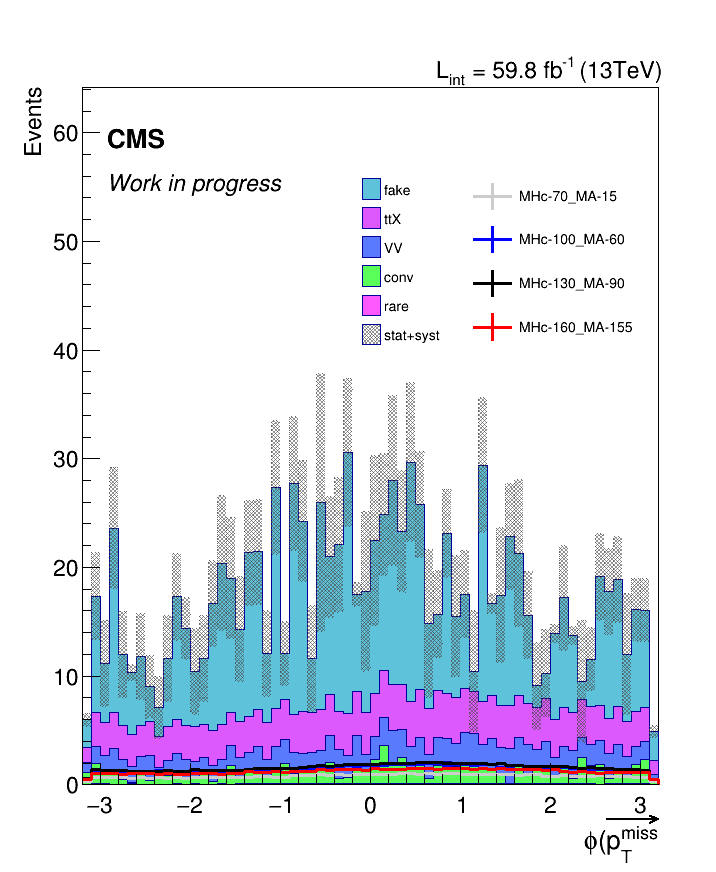 L_int = 59.8 fb^-1 (13TeV)
Events
CMS
Work in progress
fake
ttX
VV
conv
rare
stat+syst
MHc-70_MA-15
MHc-100_MA-60
MHc-130_MA-90
MHc-160_MA-155
60
50
40
30
20
10
0
−3 −2 −1 0 1 2 3
ϕ(p_T^miss